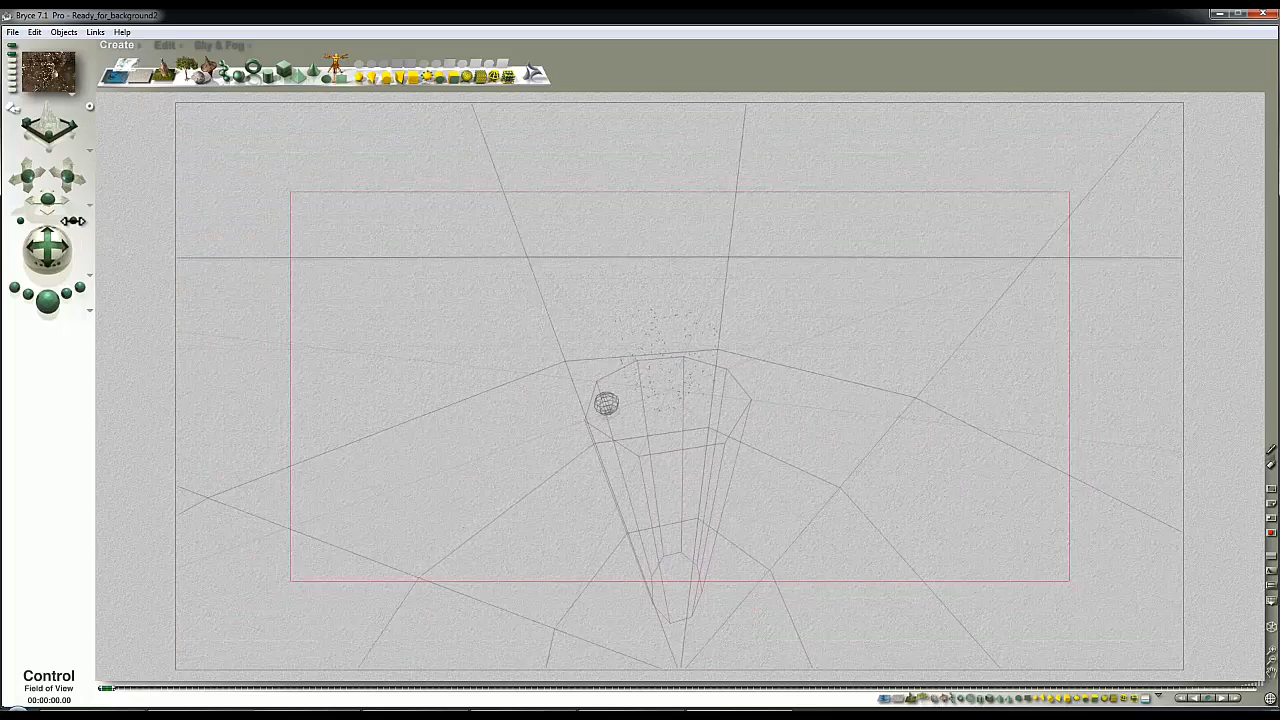 Bryce 7.1 Pro - Ready_for_background2
File Edit Objects Links Help
Create Edit Sky & Fog
Control
Field of View
00:00:00.00